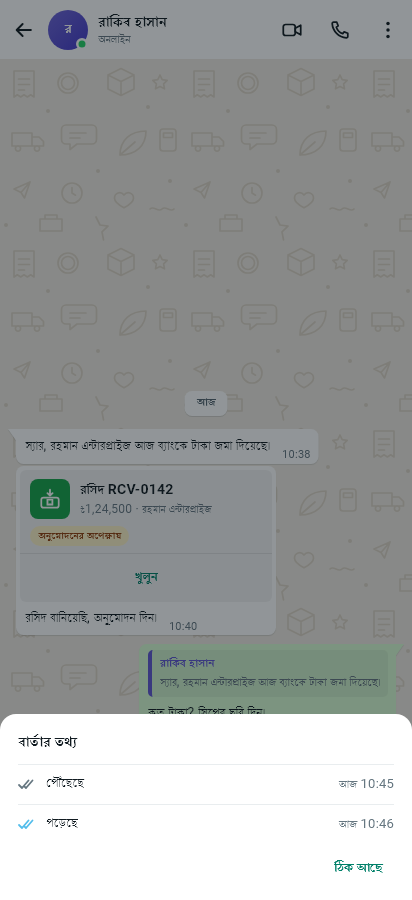 র
রাকিব হাসান
অনলাইন
আজ
স্যার, রহমান এন্টারপ্রাইজ আজ ব্যাংকে টাকা জমা দিয়েছে।
10:38
রসিদ RCV-0142
৳1,24,500 · রহমান এন্টারপ্রাইজ
অনুমোদনের অপেক্ষায়
খুলুন
রসিদ বানিয়েছি, অনুমোদন দিন।
10:40
রাকিব হাসান
স্যার, রহমান এন্টারপ্রাইজ আজ ব্যাংকে টাকা জমা দিয়েছে।
কত টাকা? স্লিপের ছবি দিন।
বার্তার তথ্য
পৌঁছেছে
আজ 10:45
পড়েছে
আজ 10:46
ঠিক আছে